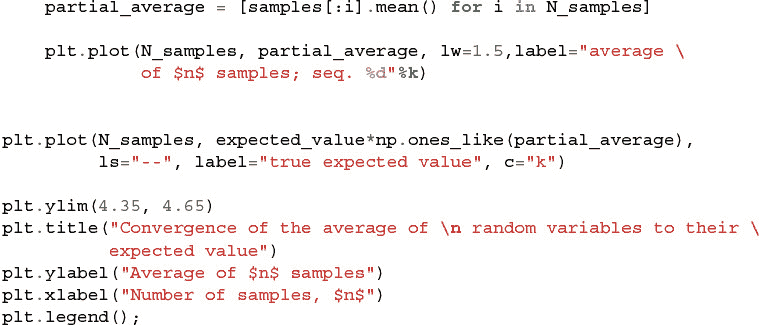 partial_average = [samples[:i].mean() for i in N_samples]
plt.plot(N_samples, partial_average, lw=1.5,label="average \
of $n$ samples; seq. %d"%k)
plt.plot(N_samples, expected_value*np.ones_like(partial_average),
ls="--", label="true expected value", c="k")
plt.ylim(4.35, 4.65)
plt.title("Convergence of the average of \n random variables to their \
expected value")
plt.ylabel("Average of $n$ samples")
plt.xlabel("Number of samples, $n$")
plt.legend();